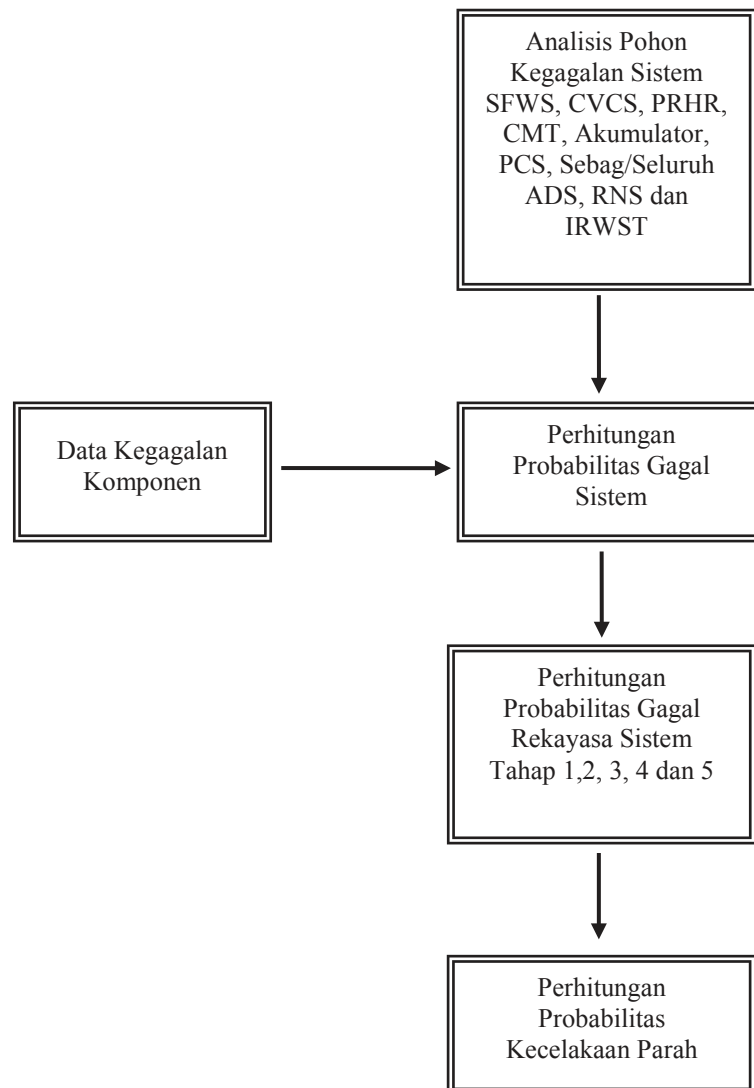 Analisis Pohon
Kegagalan Sistem
SFWS, CVCS, PRHR,
CMT, Akumulator,
PCS, Sebag/Seluruh
ADS, RNS dan
IRWST
Data Kegagalan
Komponen
Perhitungan
Probabilitas Gagal
Sistem
Perhitungan
Probabilitas Gagal
Rekayasa Sistem
Tahap 1,2, 3, 4 dan 5
Perhitungan
Probabilitas
Kecelakaan Parah